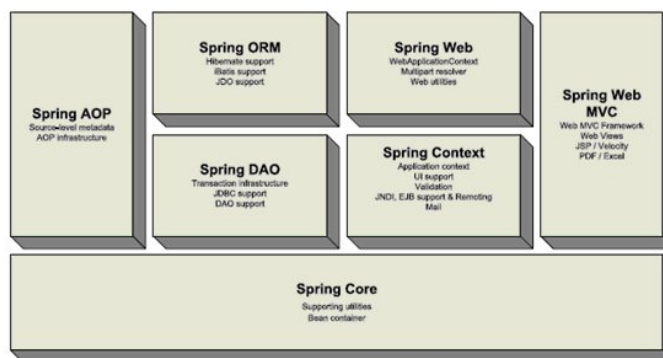 Spring AOP
Source-level metadata
AOP infrastructure
Spring ORM
Hibernate support
iBatis support
JDO support
Spring Web
WebApplicationContext
Multipart resolver
Web utilities
Spring Web
MVC
Web MVC Framework
Web Views
JSP / Velocity
PDF / Excel
Spring DAO
Transaction infrastructure
JDBC support
DAO support
Spring Context
Application context
UI support
Validation
JNDI, EJB support & Remoting
Mail
Spring Core
Supporting utilities
Bean container